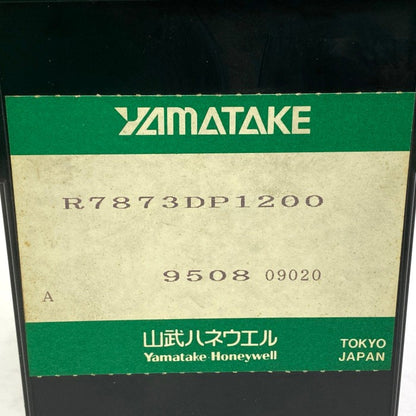 YAMATAKE
R7873DP1200
9508 09020
A
山武ハネウエル
Yamatake-Honeywell
TOKYO
JAPAN